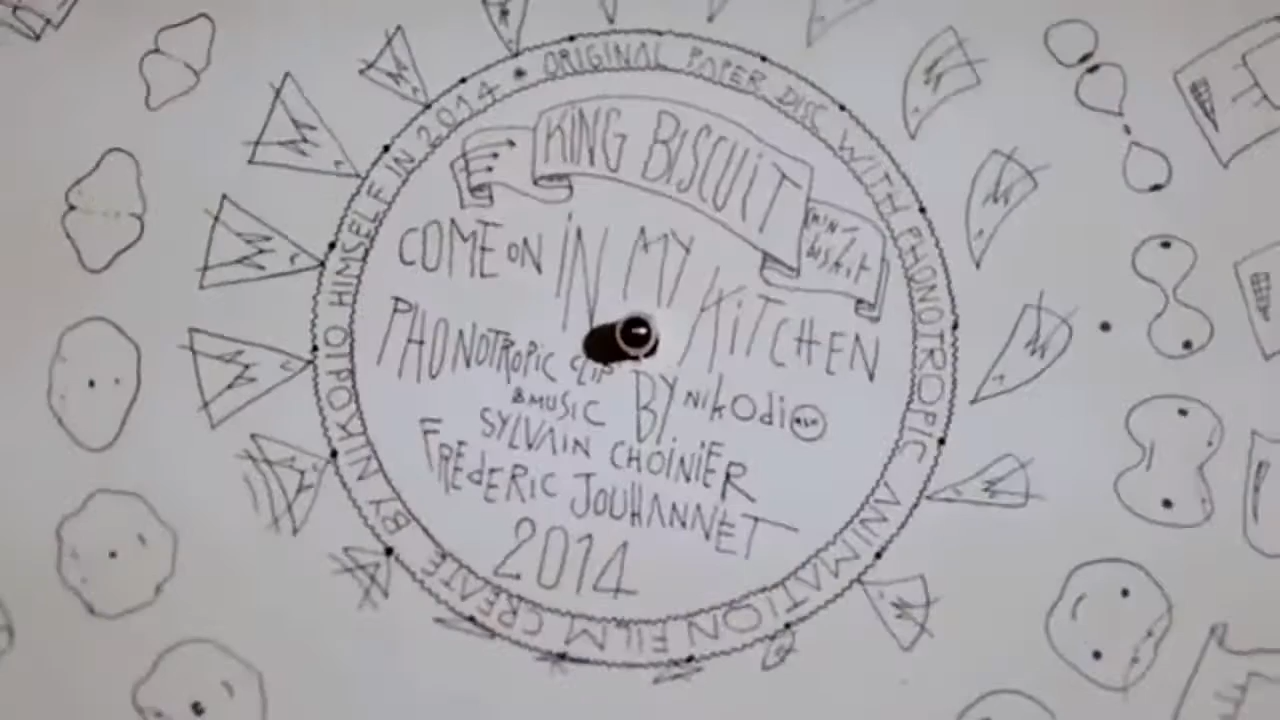 ORIGINAL PAPER DISC WITH PHONOTROPIC ANIMATION FILM CREATE BY NIKODIO HIMSELF IN 2014
KING BISCUIT
COME ON IN MY KITCHEN
PHONOTROPIC CLIP BY NIKODIO
& MUSIC
SYLVAIN CHOINIER
FREDERIC JOUHANNET
2014